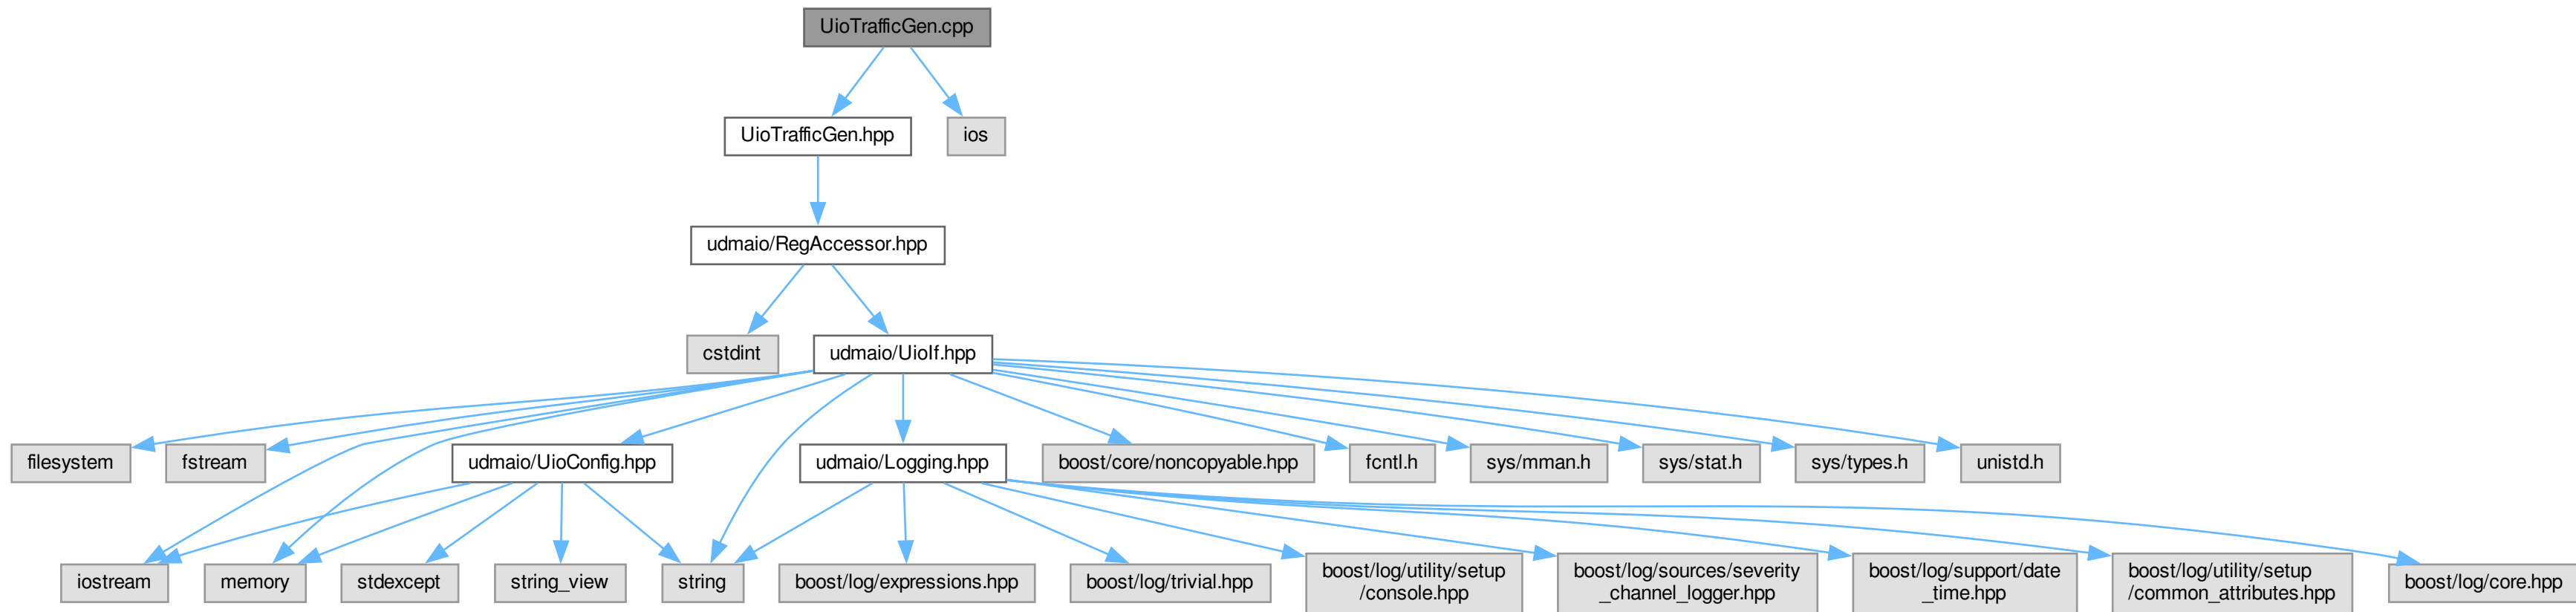 UioTrafficGen.cpp
UioTrafficGen.hpp
ios
udmaio/RegAccessor.hpp
cstdint
udmaio/UioIf.hpp
filesystem
fstream
udmaio/UioConfig.hpp
udmaio/Logging.hpp
boost/core/noncopyable.hpp
fcntl.h
sys/mman.h
sys/stat.h
sys/types.h
unistd.h
iostream
memory
stdexcept
string_view
string
boost/log/expressions.hpp
boost/log/trivial.hpp
boost/log/utility/setup
/console.hpp
boost/log/sources/severity
_channel_logger.hpp
boost/log/support/date
_time.hpp
boost/log/utility/setup
/common_attributes.hpp
boost/log/core.hpp